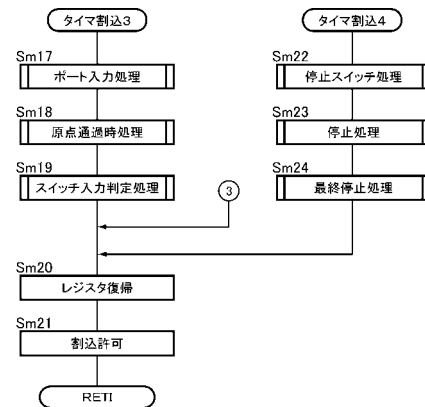 タイマ割込3
Sm17
ポート入力処理
Sm18
原点通過時処理
Sm19
スイッチ入力判定処理
3
タイマ割込4
Sm22
停止スイッチ処理
Sm23
停止処理
Sm24
最終停止処理
Sm20
レジスタ復帰
Sm21
割込許可
RETI